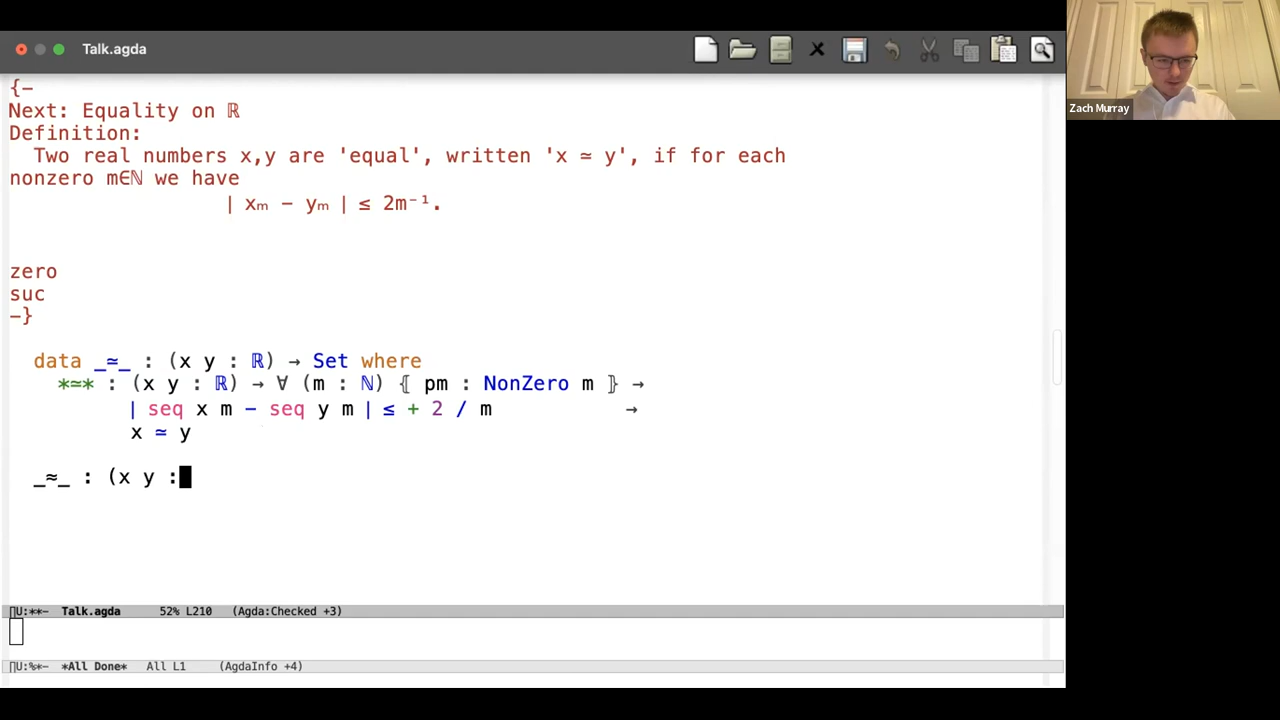 Talk.agda
Zach Murray
{-
Next: Equality on ℝ
Definition:
Two real numbers x,y are 'equal', written 'x ≃ y', if for each
nonzero m∈ℕ we have
| xₘ - yₘ | ≤ 2m⁻¹.
zero
suc
-}
data _≃_ : (x y : ℝ) → Set where
*≃* : (x y : ℝ) → ∀ (m : ℕ) ⦃ pm : NonZero m ⦄ →
| seq x m - seq y m | ≤ + 2 / m →
x ≃ y
_≈_ : (x y :
U:**- Talk.agda 52% L210 (Agda:Checked +3)
U:%*- *All Done* All L1 (AgdaInfo +4)